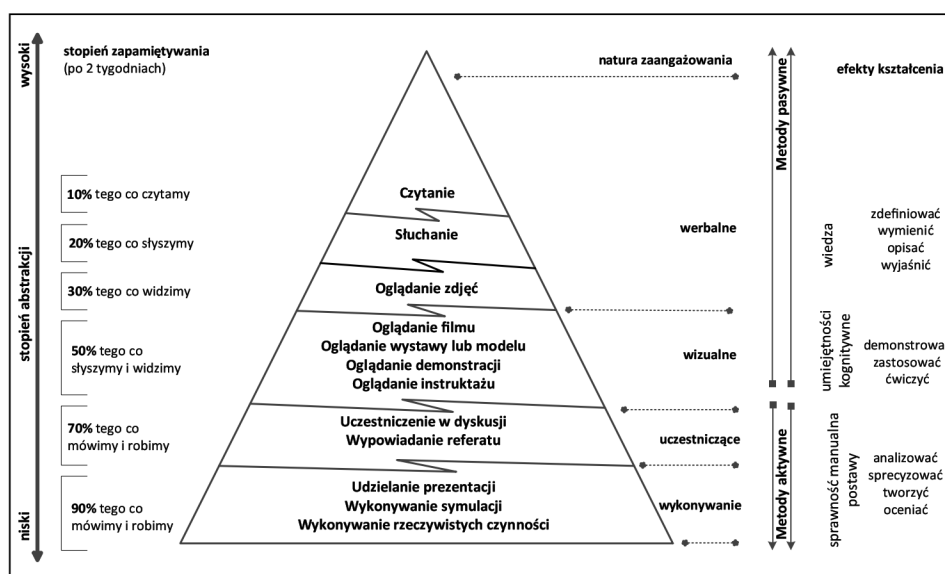 wysoki
stopień abstrakcji
niski
stopień zapamiętywania
(po 2 tygodniach)
10% tego co czytamy
20% tego co słyszymy
30% tego co widzimy
50% tego co
słyszymy i widzimy
70% tego co
mówimy i robimy
90% tego co
mówimy i robimy
Czytanie
Słuchanie
Oglądanie zdjęć
Oglądanie filmu
Oglądanie wystawy lub modelu
Oglądanie demonstracji
Oglądanie instruktażu
Uczestniczenie w dyskusji
Wypowiadanie referatu
Udzielanie prezentacji
Wykonywanie symulacji
Wykonywanie rzeczywistych czynności
natura zaangażowania
werbalne
wizualne
uczestniczące
wykonywanie
Metody pasywne
Metody aktywne
efekty kształcenia
wiedza
zdefiniować
wymienić
opisać
wyjaśnić
umiejętności
kognitywne
demonstrowa
zastosować
ćwiczyć
sprawność manualna
postawy
analizować
sprecyzować
tworzyć
oceniać